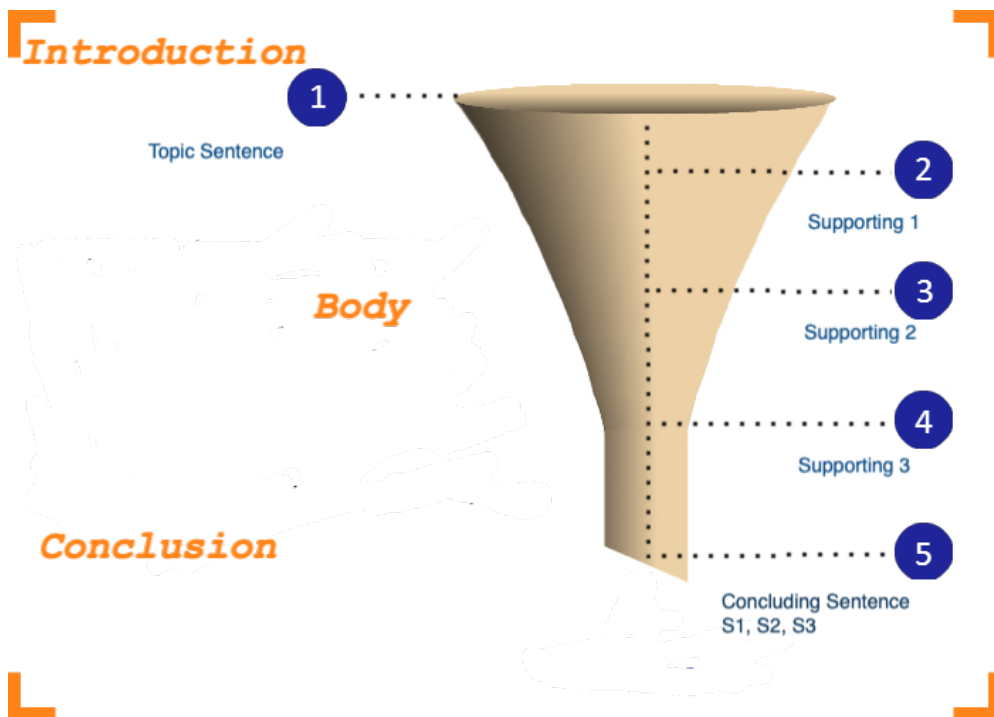 Introduction
1
Topic Sentence
2
Supporting 1
Body
3
Supporting 2
4
Supporting 3
Conclusion
5
Concluding Sentence
S1, S2, S3